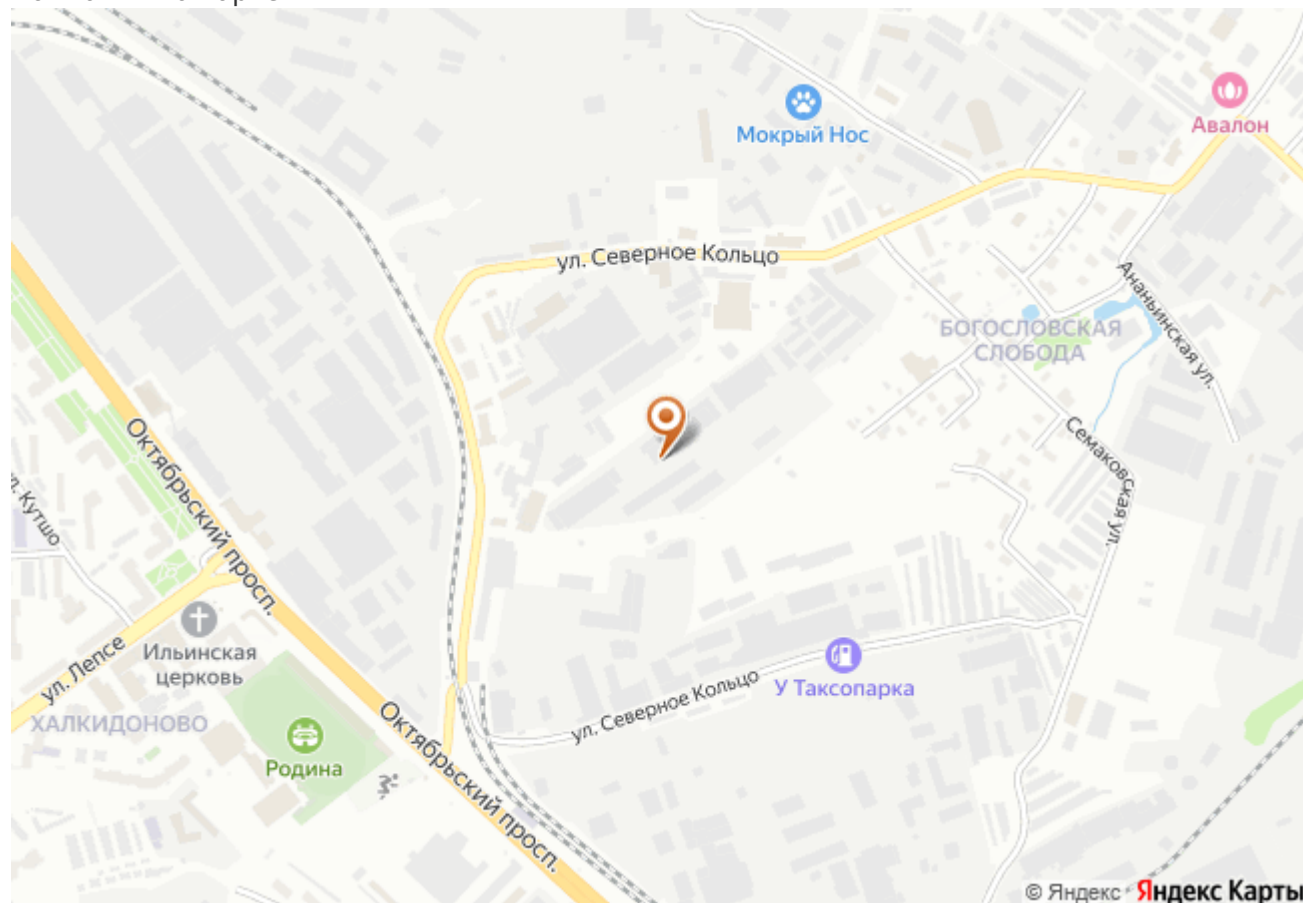 Мокрый Нос
Авалон
ул. Северное Кольцо
Ананьинская ул.
БОГОСЛОВСКАЯ
СЛОБОДА
Октябрьский просп.
Семаковская ул.
л. Кутшо
Ильинская
церковь
ул. Лепсе
ХАЛКИДОНОВО
У Таксопарка
ул. Северное Кольцо
Родина
Октябрьский просп.
© Яндекс Яндекс Карты